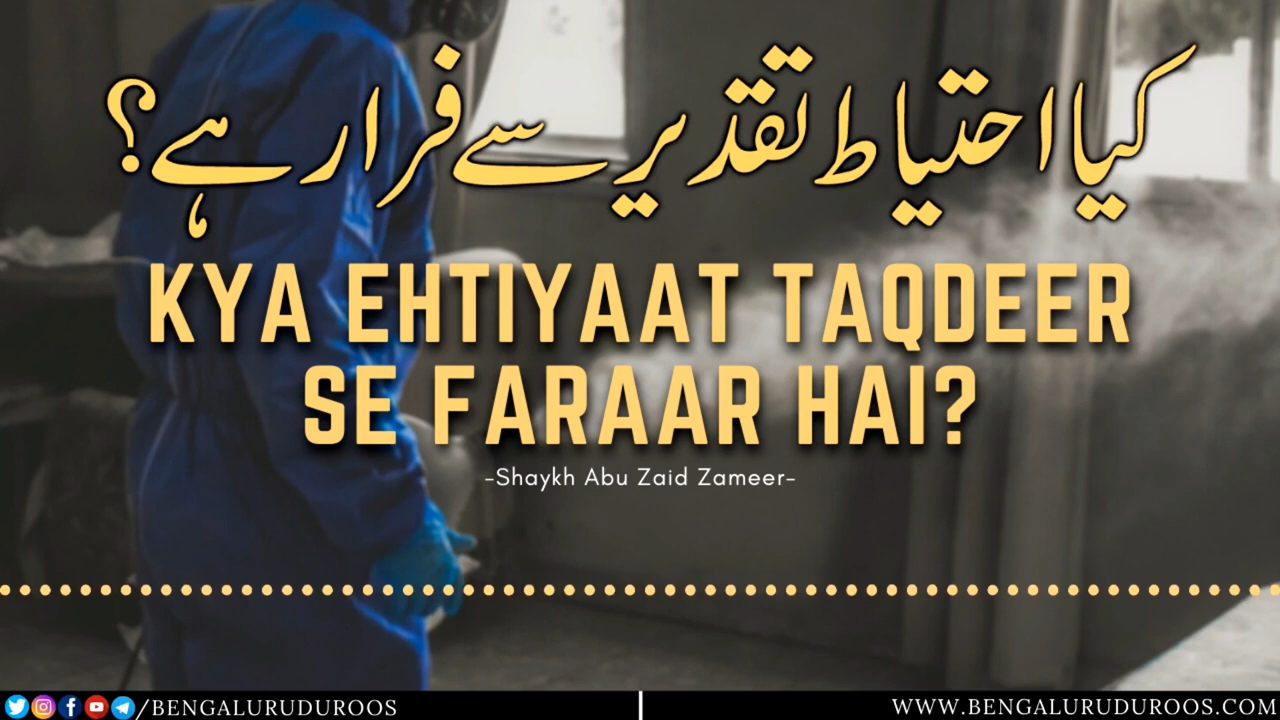 کیا احتیاط تقدیر سے فرار ہے؟
KYA EHTIYAAT TAQDEER
SE FARAAR HAI?
-Shaykh Abu Zaid Zameer-
/BENGALURUDUROOS
WWW.BENGALURUDUROOS.COM